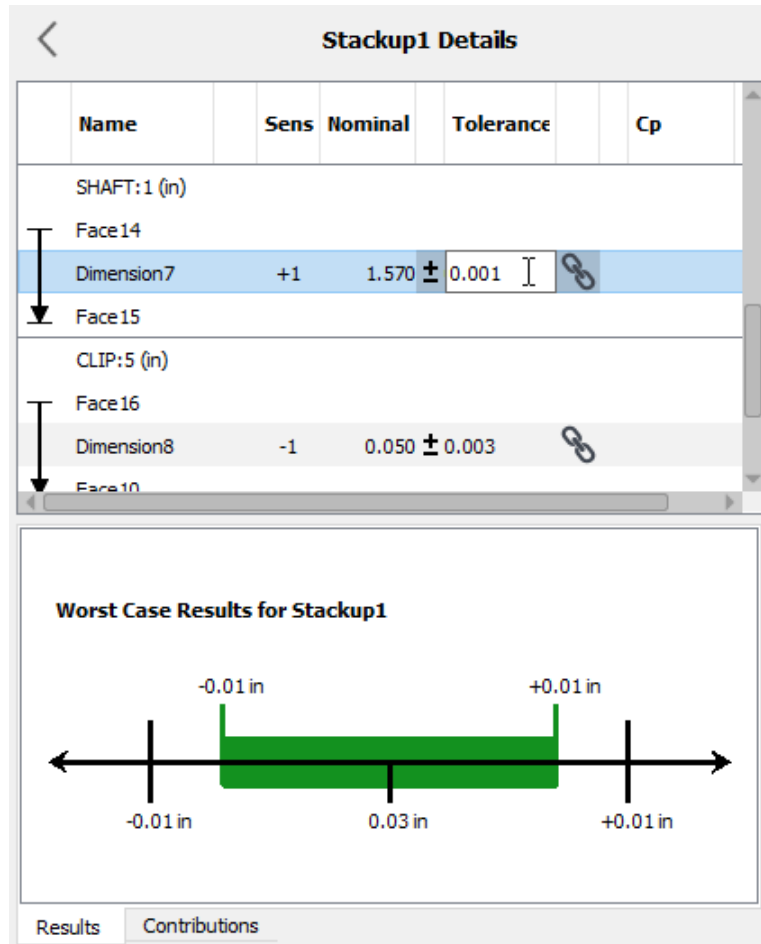 Stackup1 Details
Name Sens Nominal Tolerance Cp
SHAFT:1 (in)
Face14
Dimension7 +1 1.570 ± 0.001
Face15
CLIP:5 (in)
Face16
Dimension8 -1 0.050 ± 0.003
Face10
Worst Case Results for Stackup1
-0.01 in +0.01 in
-0.01 in 0.03 in +0.01 in
Results Contributions